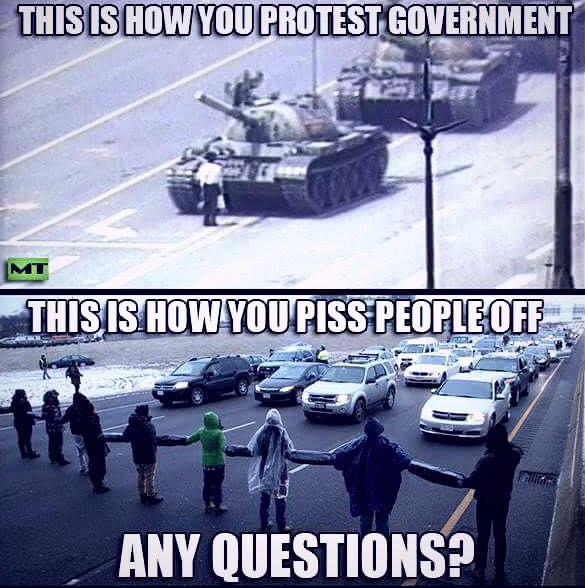 THIS IS HOW YOU PROTEST GOVERNMENT
MT
THIS IS HOW YOU PISS PEOPLE OFF
ANY QUESTIONS?